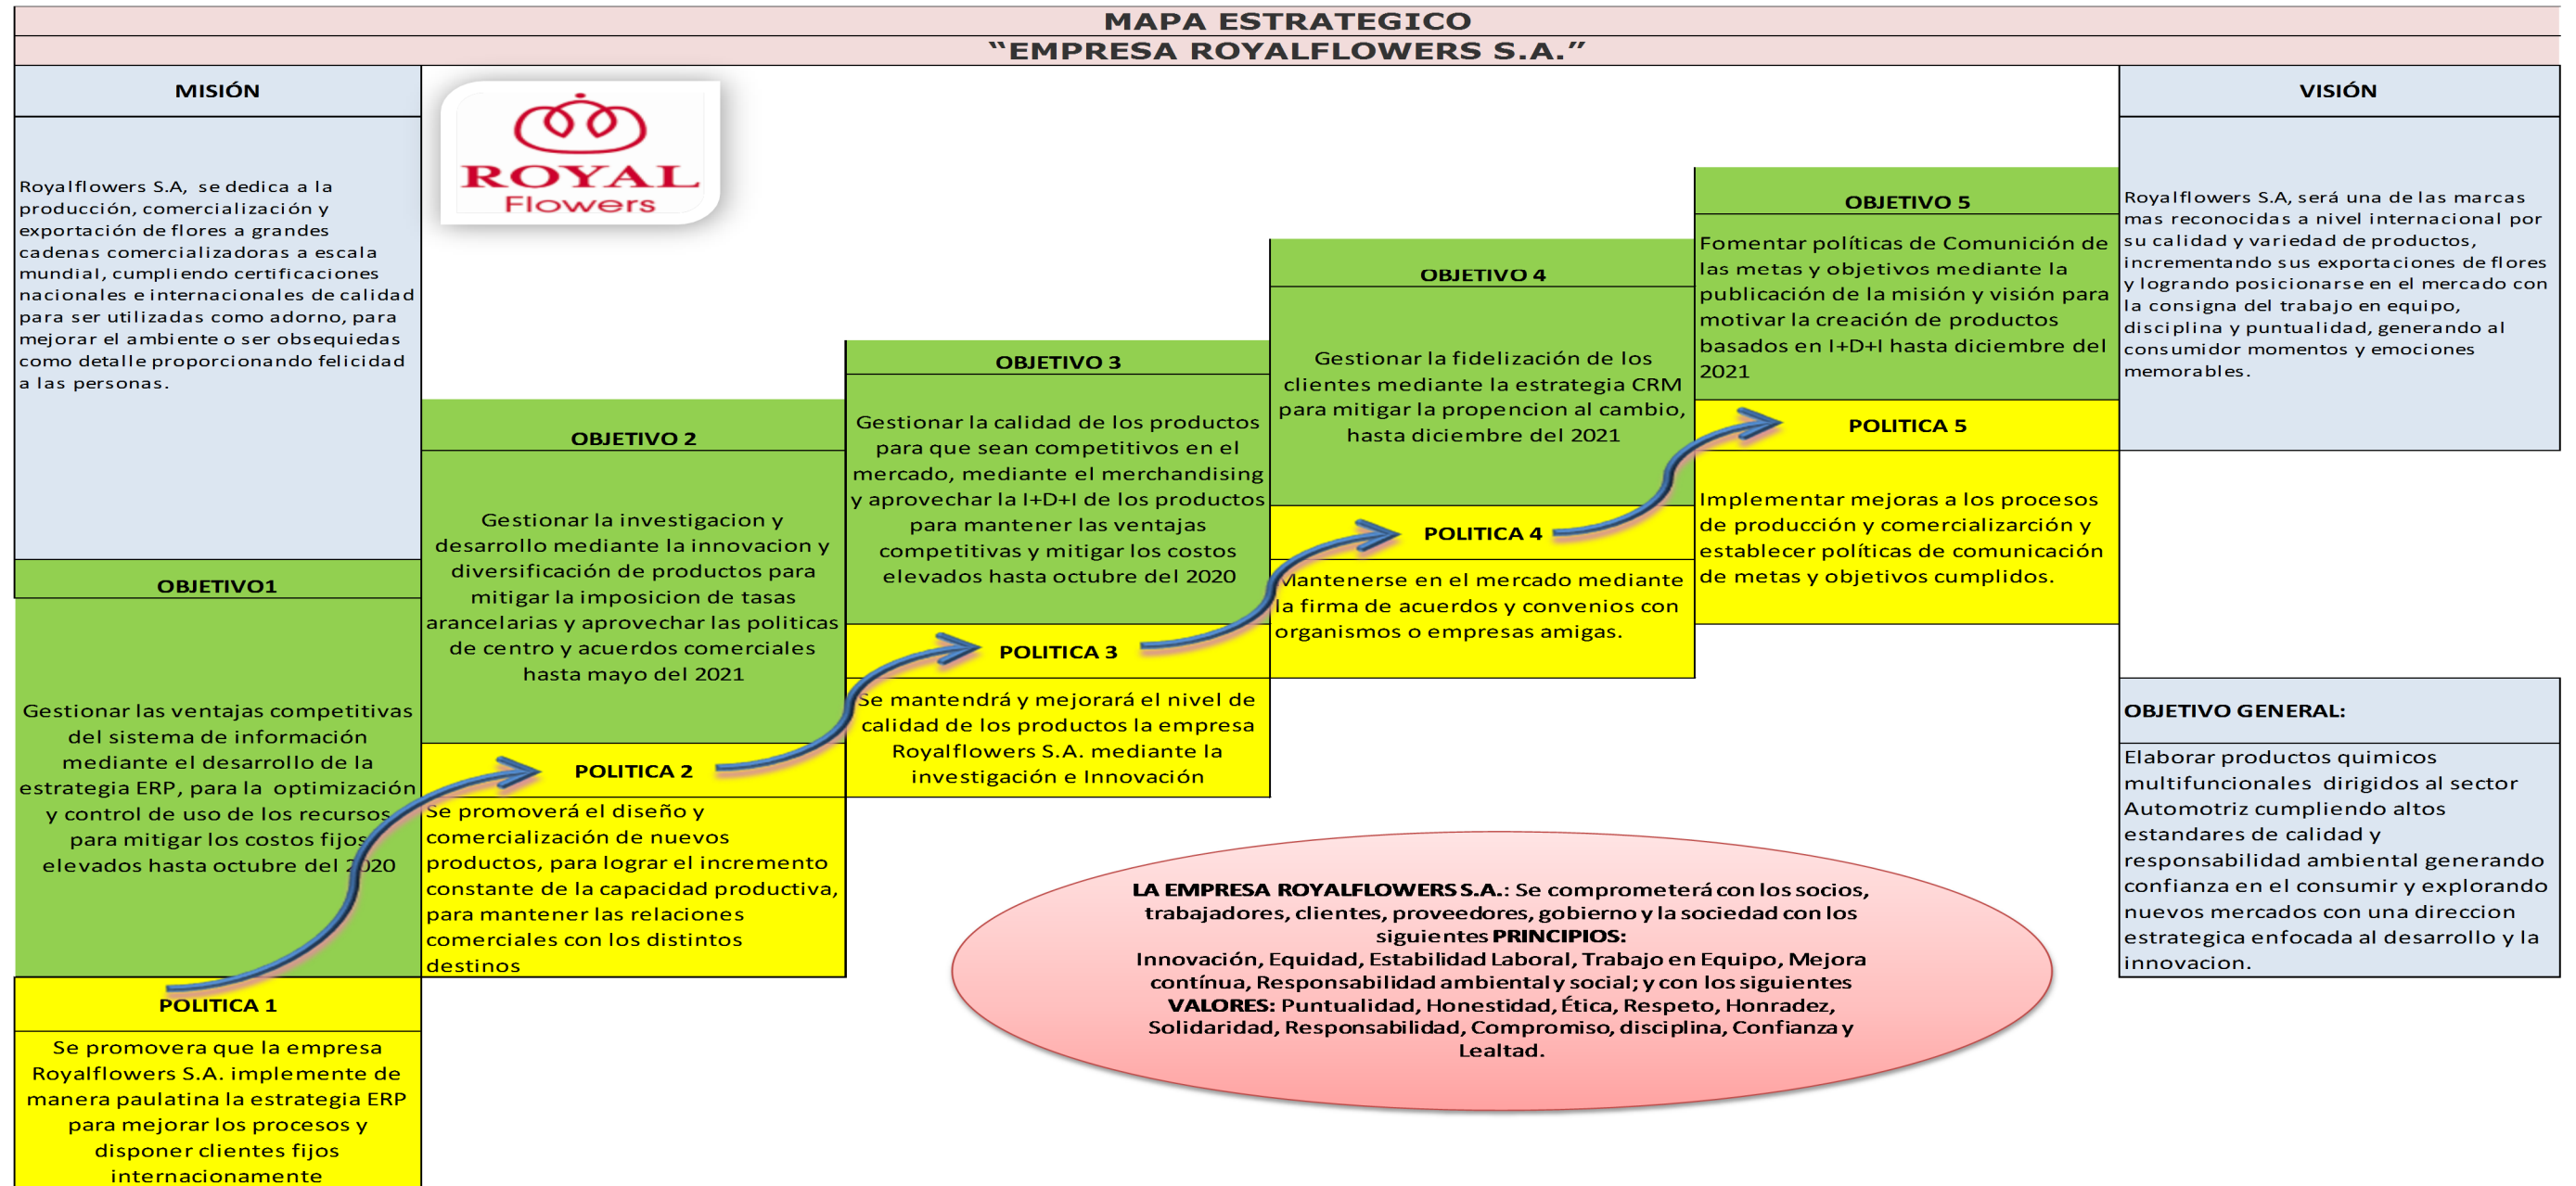 MAPA ESTRATEGICO
“EMPRESA ROYALFLOWERS S.A.”
MISIÓN
Royalflowers S.A, se dedica a la
producción, comercialización y
exportación de flores a grandes
cadenas comercializadoras a escala
mundial, cumpliendo certificaciones
nacionales e internacionales de calidad
para ser utilizadas como adorno, para
mejorar el ambiente o ser obsequiedas
como detalle proporcionando felicidad
a las personas.
ROYAL
Flowers
OBJETIVO1
Gestionar las ventajas competitivas
del sistema de información
mediante el desarrollo de la
estrategia ERP, para la optimización
y control de uso de los recursos
para mitigar los costos fijos
elevados hasta octubre del 2020
POLITICA 1
Se promovera que la empresa
Royalflowers S.A. implemente de
manera paulatina la estrategia ERP
para mejorar los procesos y
disponer clientes fijos
internacionamente
OBJETIVO 2
Gestionar la investigacion y
desarrollo mediante la innovacion y
diversificación de productos para
mitigar la imposicion de tasas
arancelarias y aprovechar las politicas
de centro y acuerdos comerciales
hasta mayo del 2021
POLITICA 2
Se promoverá el diseño y
comercialización de nuevos
productos, para lograr el incremento
constante de la capacidad productiva,
para mantener las relaciones
comerciales con los distintos
destinos
OBJETIVO 3
Gestionar la calidad de los productos
para que sean competitivos en el
mercado, mediante el merchandising
y aprovechar la I+D+I de los productos
para mantener las ventajas
competitivas y mitigar los costos
elevados hasta octubre del 2020
POLITICA 3
Se mantendrá y mejorará el nivel de
calidad de los productos la empresa
Royalflowers S.A. mediante la
investigación e Innovación
OBJETIVO 4
Gestionar la fidelización de los
clientes mediante la estrategia CRM
para mitigar la propencion al cambio,
hasta diciembre del 2021
POLITICA 4
Mantenerse en el mercado mediante
la firma de acuerdos y convenios con
organismos o empresas amigas.
OBJETIVO 5
Fomentar políticas de Comunición de
las metas y objetivos mediante la
publicación de la misión y visión para
motivar la creación de productos
basados en I+D+I hasta diciembre del
2021
POLITICA 5
Implementar mejoras a los procesos
de producción y comercializarción y
establecer políticas de comunicación
de metas y objetivos cumplidos.
VISIÓN
Royalflowers S.A, será una de las marcas
mas reconocidas a nivel internacional por
su calidad y variedad de productos,
incrementando sus exportaciones de flores
y logrando posicionarse en el mercado con
la consigna del trabajo en equipo,
disciplina y puntualidad, generando al
consumidor momentos y emociones
memorables.
OBJETIVO GENERAL:
Elaborar productos quimicos
multifuncionales dirigidos al sector
Automotriz cumpliendo altos
estandares de calidad y
responsabilidad ambiental generando
confianza en el consumir y explorando
nuevos mercados con una direccion
estrategica enfocada al desarrollo y la
innovacion.
LA EMPRESA ROYALFLOWERS S.A.: Se comprometerá con los socios,
trabajadores, clientes, proveedores, gobierno y la sociedad con los
siguientes PRINCIPIOS:
Innovación, Equidad, Estabilidad Laboral, Trabajo en Equipo, Mejora
contínua, Responsabilidad ambiental y social; y con los siguientes
VALORES: Puntualidad, Honestidad, Ética, Respeto, Honradez,
Solidaridad, Responsabilidad, Compromiso, disciplina, Confianza y
Lealtad.